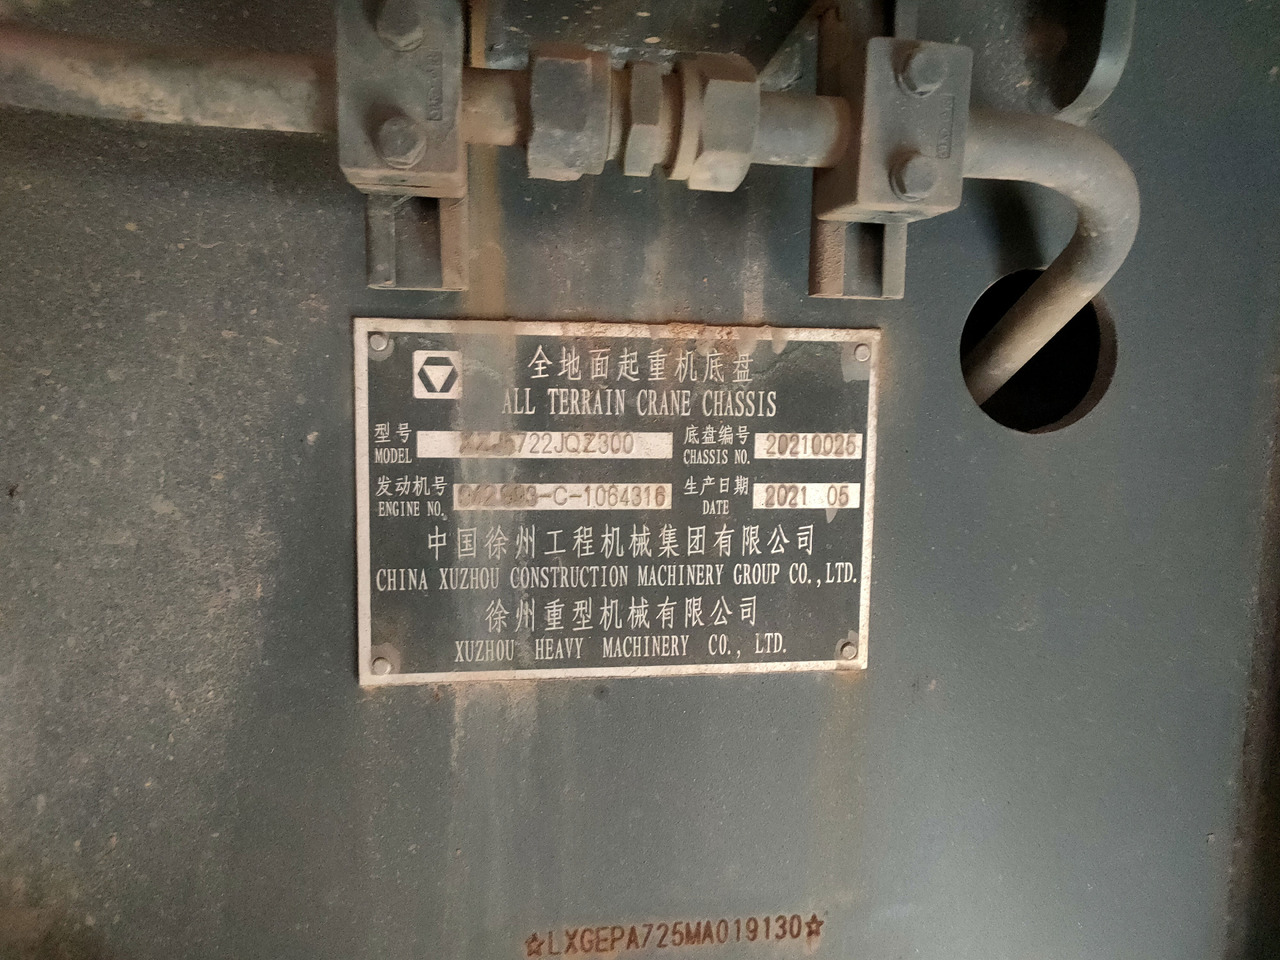 全地面起重机底盘
ALL TERRAIN CRANE CHASSIS
型号 底盘编号 20210025
MODEL CHASSIS NO.
发动机号 生产日期 2021 05
ENGINE NO. DATE
中国徐州工程机械集团有限公司
CHINA XUZHOU CONSTRUCTION MACHINERY GROUP CO.,LTD.
徐州重型机械有限公司
XUZHOU HEAVY MACHINERY CO., LTD.
☆LXGEPA725MA019130☆